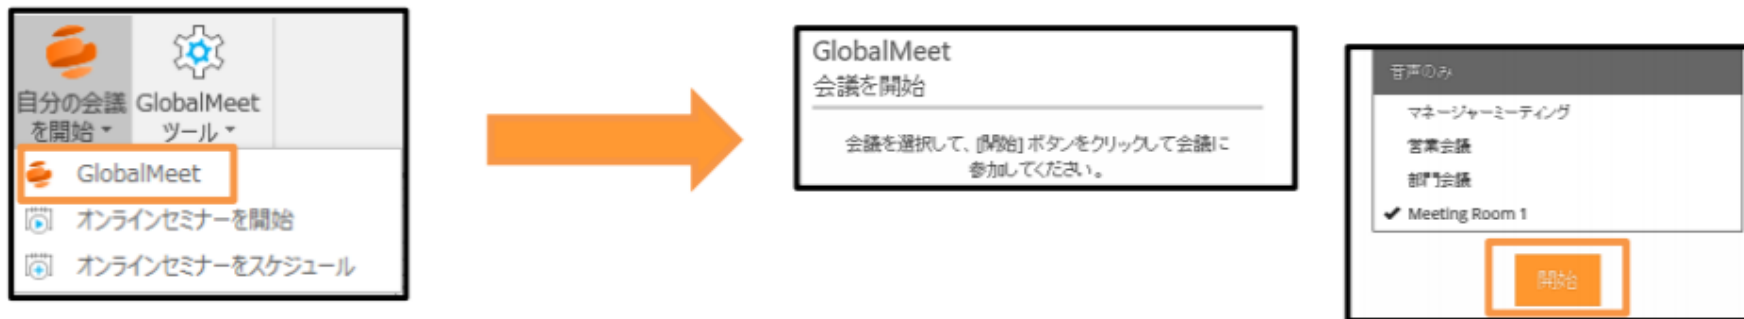 自分の会議
を開始
GlobalMeet
ツール
GlobalMeet
オンラインセミナーを開始
オンラインセミナーをスケジュール
GlobalMeet
会議を開始
会議を選択して、[開始] ボタンをクリックして会議に
参加してください。
音声のみ
マネージャーミーティング
営業会議
部門会議
Meeting Room 1
開始